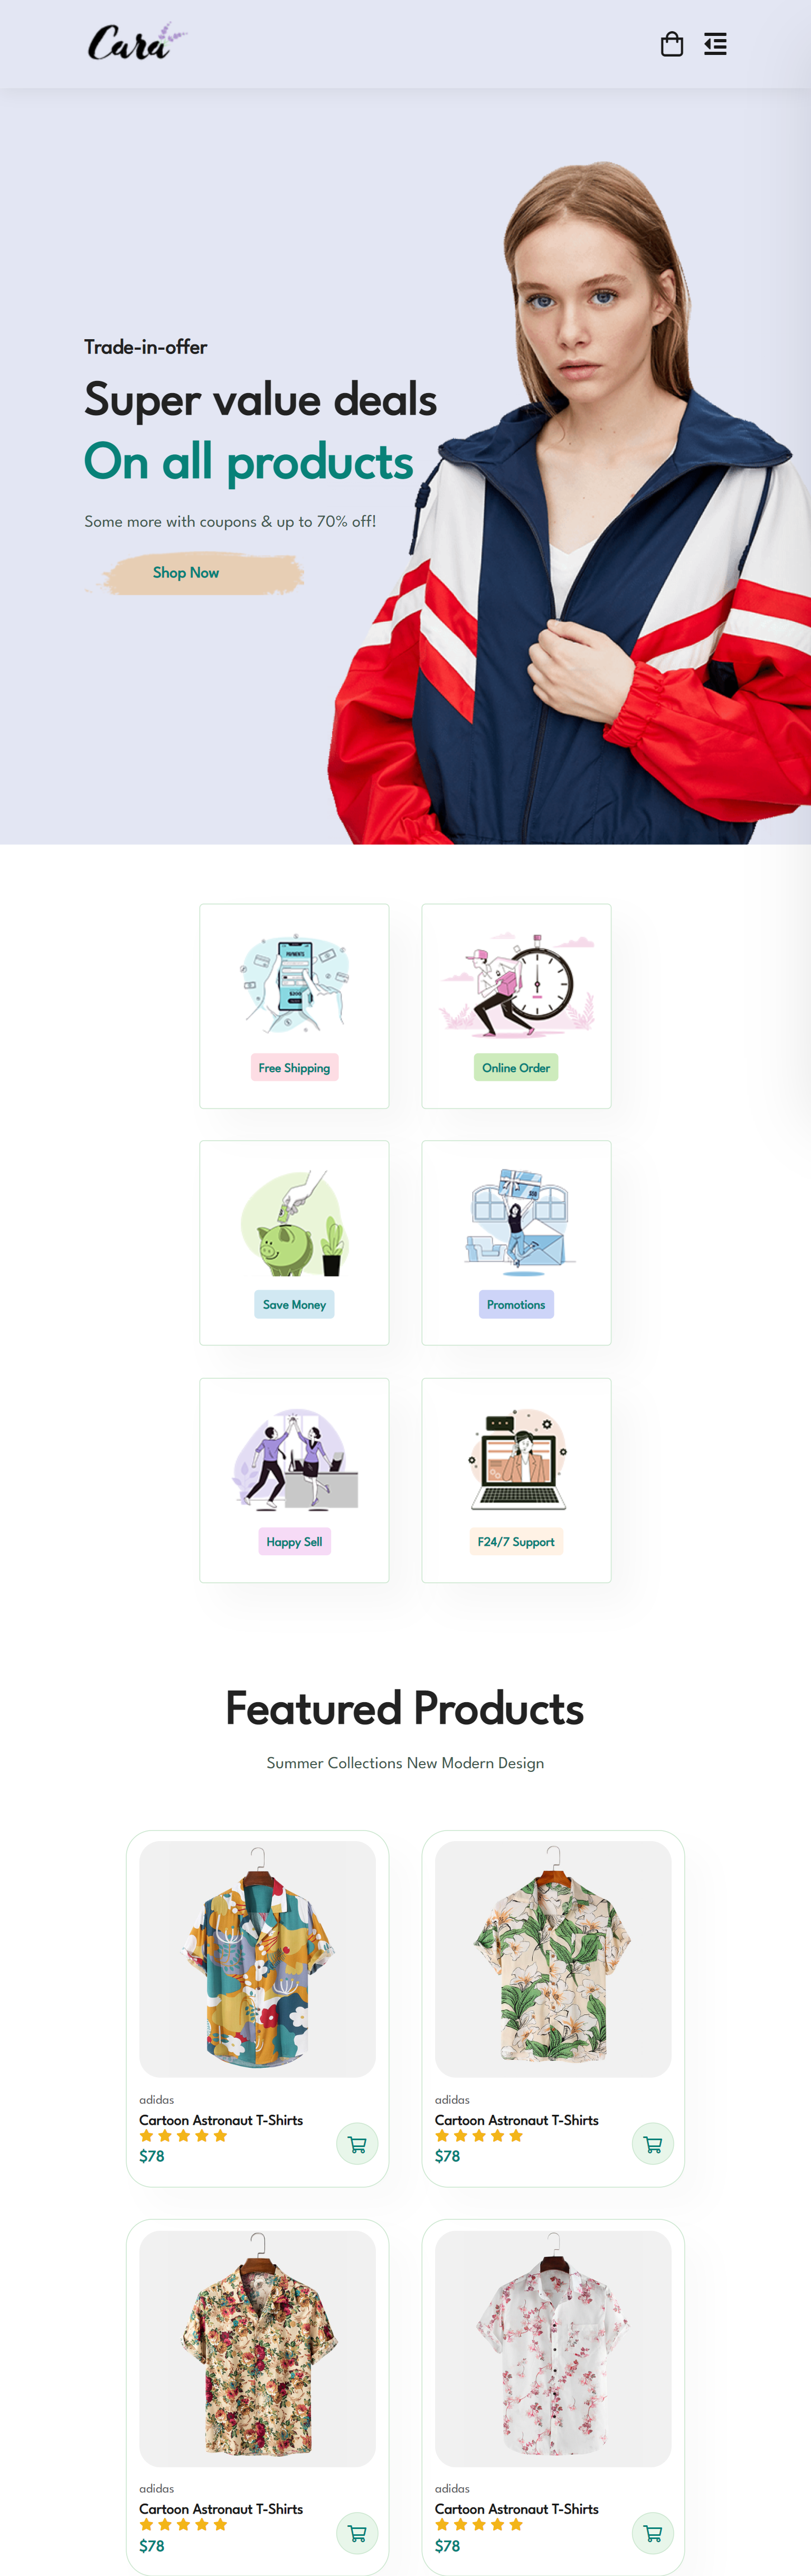 Cara
Trade-in-offer
Super value deals
On all products
Some more with coupons & up to 70% off!
Shop Now
PAYMENTS
Free Shipping
Online Order
Save Money
Promotions
Happy Sell
F24/7 Support
Featured Products
Summer Collections New Modern Design
adidas
Cartoon Astronaut T-Shirts
$78
adidas
Cartoon Astronaut T-Shirts
$78
adidas
Cartoon Astronaut T-Shirts
$78
adidas
Cartoon Astronaut T-Shirts
$78